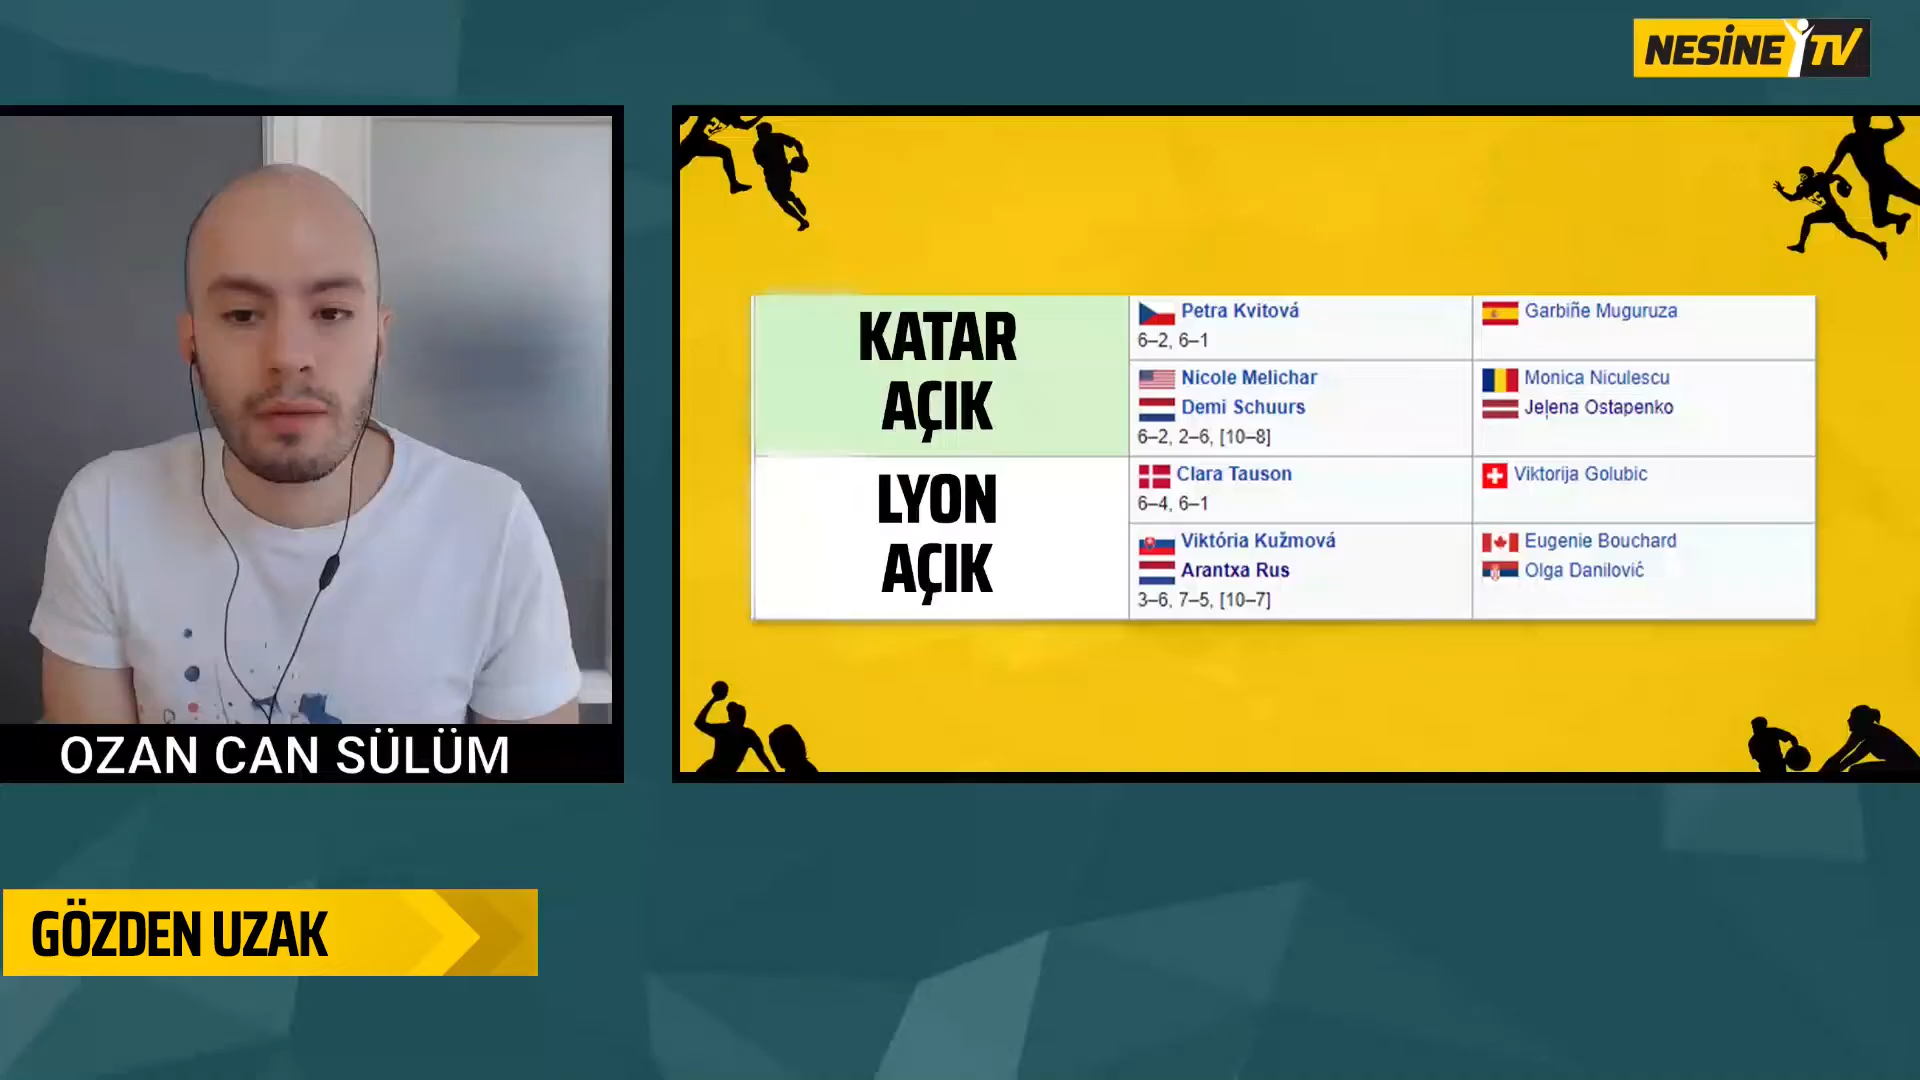 NESİNE TV
KATAR
AÇIK
Petra Kvitová
6–2, 6–1
Garbiñe Muguruza
Nicole Melichar
Demi Schuurs
6–2, 2–6, [10–8]
Monica Niculescu
Jeļena Ostapenko
LYON
AÇIK
Clara Tauson
6–4, 6–1
Viktorija Golubic
Viktória Kužmová
Arantxa Rus
3–6, 7–5, [10–7]
Eugenie Bouchard
Olga Danilović
OZAN CAN SÜLÜM
GÖZDEN UZAK